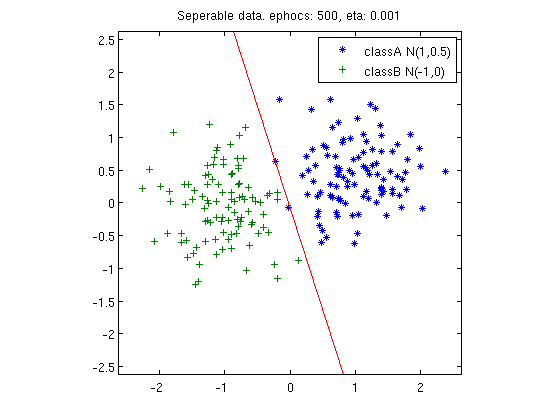 Seperable data. ephocs: 500, eta: 0.001
classA N(1,0.5)
classB N(-1,0)
2.5
2
1.5
1
0.5
0
-0.5
-1
-1.5
-2
-2.5
-2 -1 0 1 2